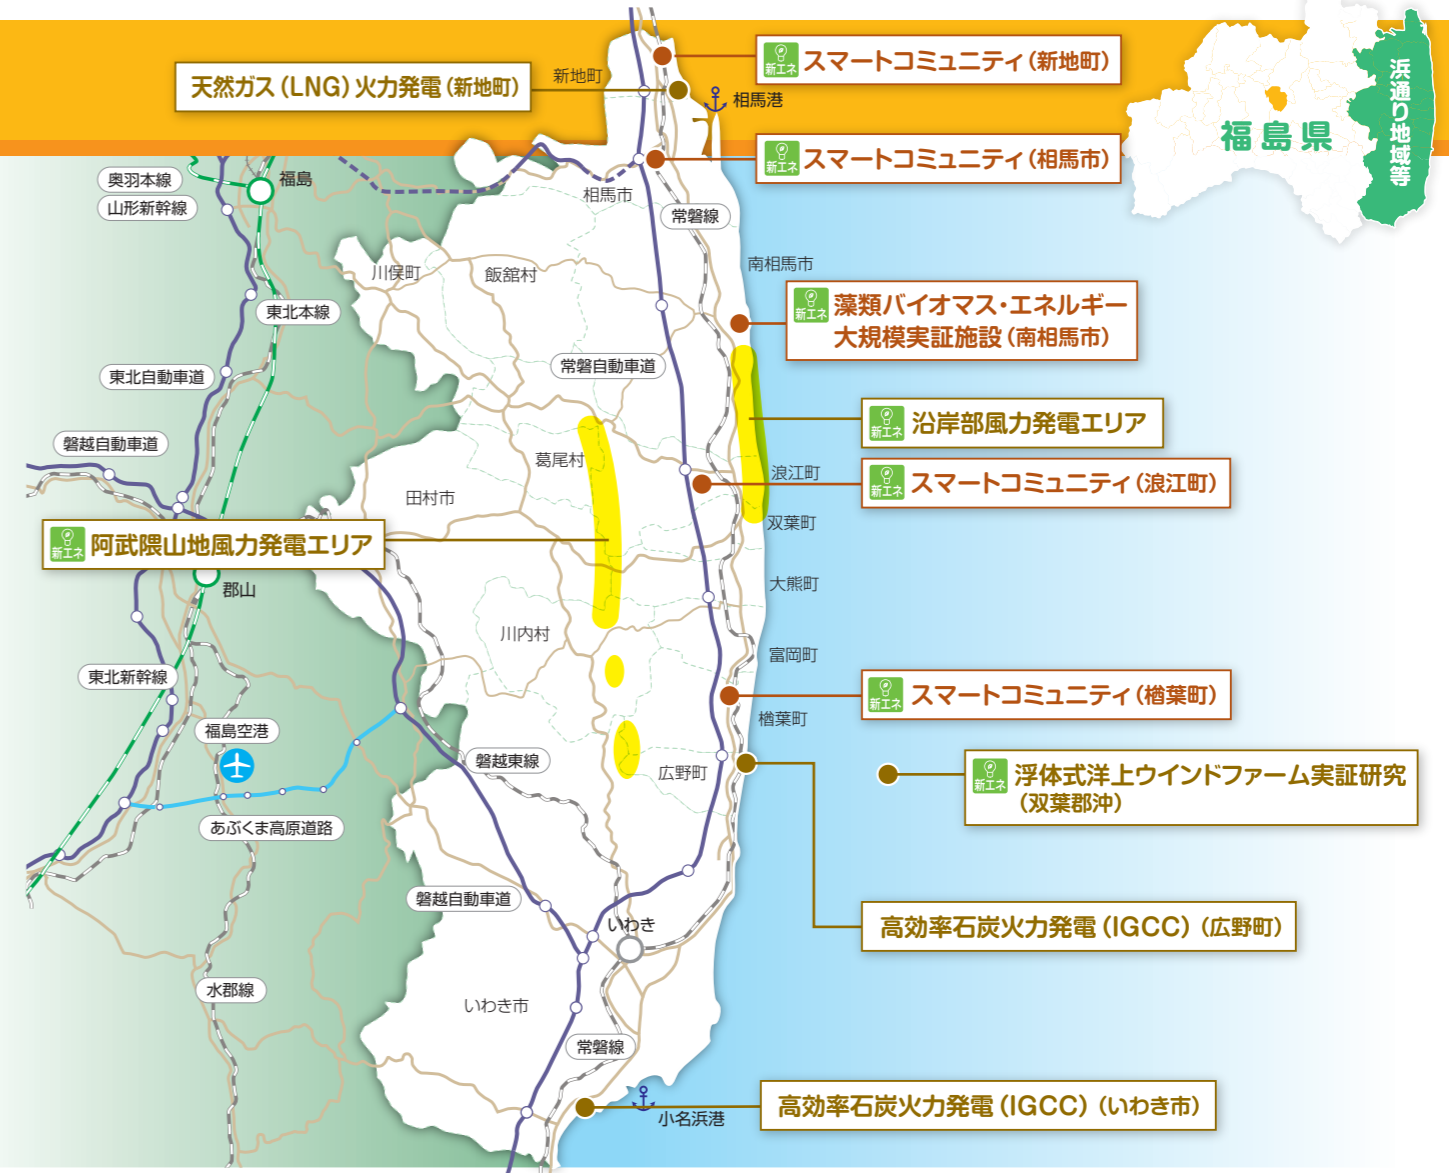 新エネ スマートコミュニティ(新地町)
天然ガス(LNG)火力発電(新地町)
新地町
相馬港
福島県
浜通り地域等
新エネ スマートコミュニティ(相馬市)
奥羽本線
福島
山形新幹線
相馬市
常磐線
川俣町
飯舘村
南相馬市
東北本線
新エネ 藻類バイオマス・エネルギー
大規模実証施設(南相馬市)
東北自動車道
常磐自動車道
新エネ 沿岸部風力発電エリア
磐越自動車道
葛尾村
浪江町
新エネ スマートコミュニティ(浪江町)
田村市
双葉町
新エネ 阿武隈山地風力発電エリア
郡山
大熊町
川内村
富岡町
東北新幹線
新エネ スマートコミュニティ(楢葉町)
楢葉町
福島空港
磐越東線
広野町
新エネ 浮体式洋上ウインドファーム実証研究
(双葉郡沖)
あぶくま高原道路
磐越自動車道
いわき
高効率石炭火力発電(IGCC)(広野町)
水郡線
いわき市
常磐線
小名浜港
高効率石炭火力発電(IGCC)(いわき市)